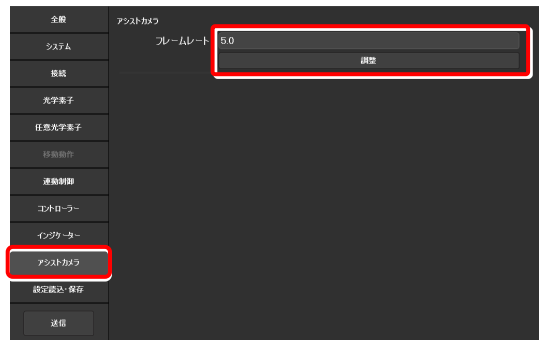 全般
システム
接続
光学素子
任意光学素子
移動動作
連動制御
コントローラー
インジケーター
アシストカメラ
設定読込・保存
送信
アシストカメラ
フレームレート 5.0
調整